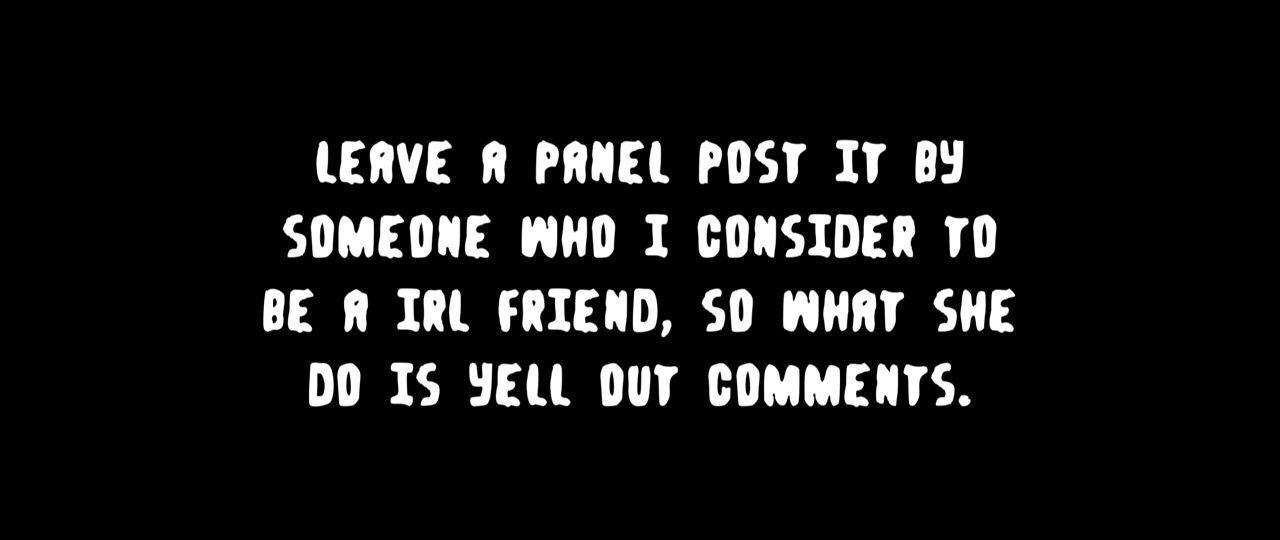 LEAVE A PANEL POST IT BY
SOMEONE WHO I CONSIDER TO
BE A IRL FRIEND, SO WHAT SHE
DO IS YELL OUT COMMENTS.